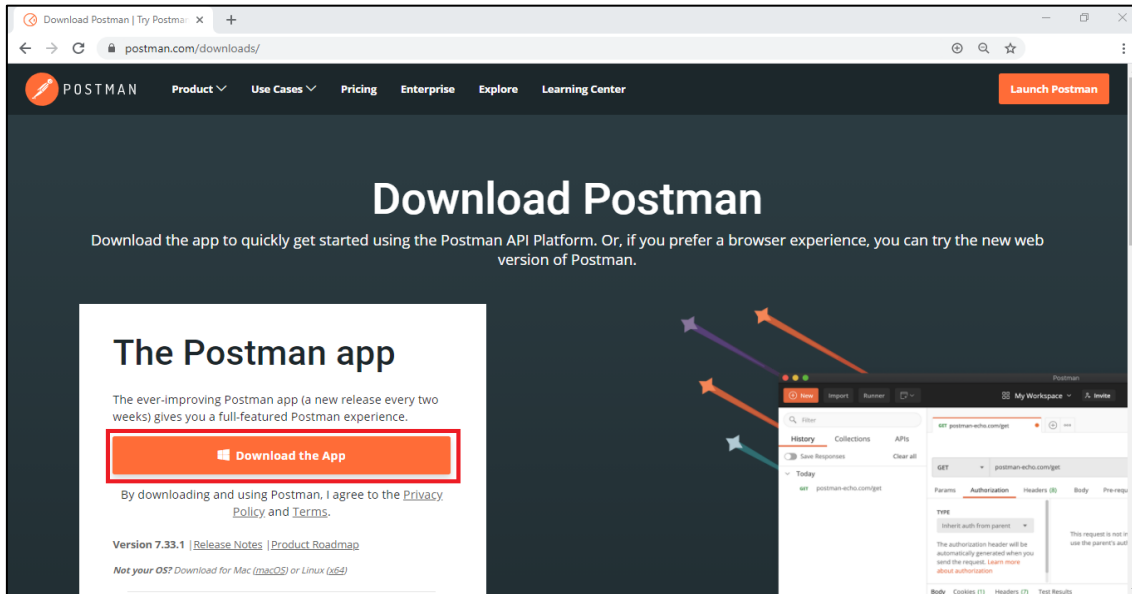 Download Postman | Try Postman
postman.com/downloads/
POSTMAN Product Use Cases Pricing Enterprise Explore Learning Center Launch Postman
Download Postman
Download the app to quickly get started using the Postman API Platform. Or, if you prefer a browser experience, you can try the new web
version of Postman.
The Postman app
The ever-improving Postman app (a new release every two
weeks) gives you a full-featured Postman experience.
Download the App
By downloading and using Postman, I agree to the Privacy
Policy and Terms.
Version 7.33.1 | Release Notes | Product Roadmap
Not your OS? Download for Mac (macOS) or Linux (x64)
Postman
New Import Runner My Workspace Invite
Filter
History Collections APIs
Save Responses Clear all
Today
GET postman-echo.com/get
GET postman-echo.com/get
GET postman-echo.com/get
Params Authorization Headers (8) Body Pre-requ
TYPE
Inherit auth from parent
The authorization header will be
automatically generated when you
send the request. Learn more
about authorization
This request is not in
use the parent's auth
Body Cookies (1) Headers (7) Test Results